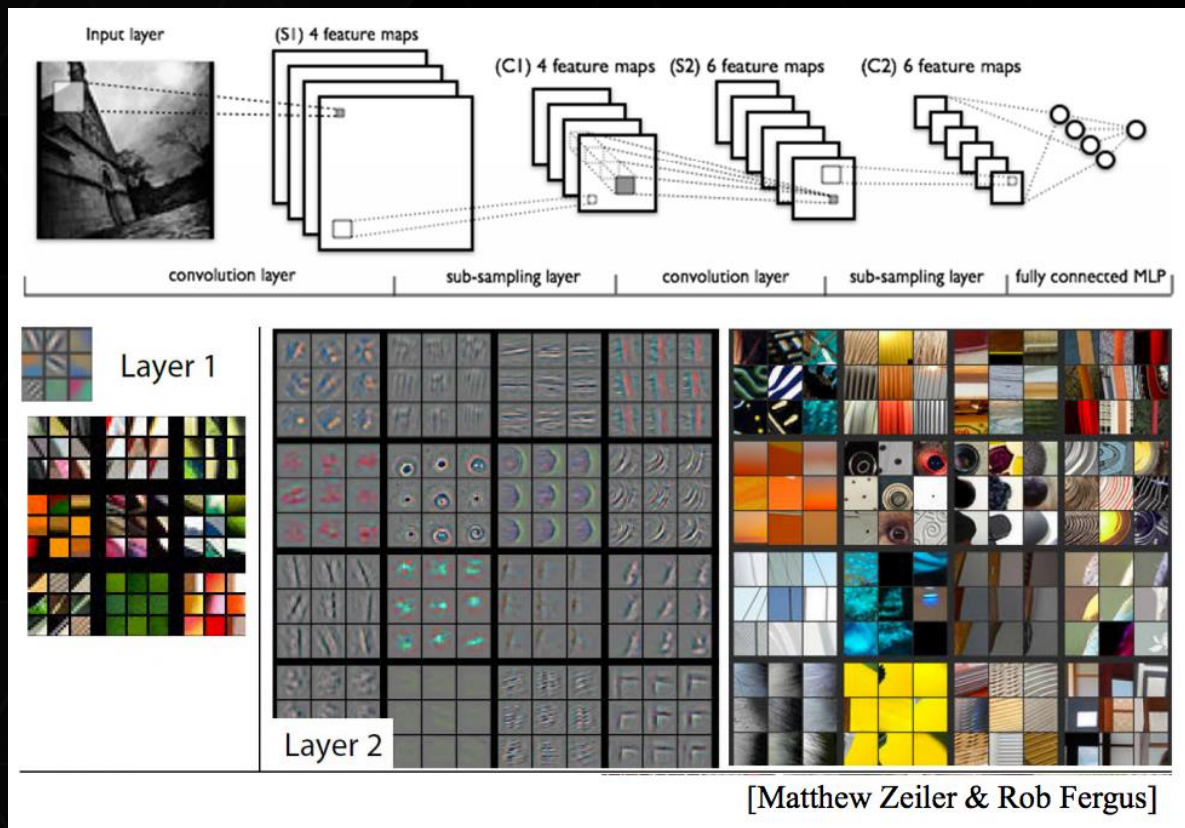 Input layer
(S1) 4 feature maps
(C1) 4 feature maps
(S2) 6 feature maps
(C2) 6 feature maps
convolution layer
sub-sampling layer
convolution layer
sub-sampling layer
fully connected MLP
Layer 1
Layer 2
[Matthew Zeiler & Rob Fergus]